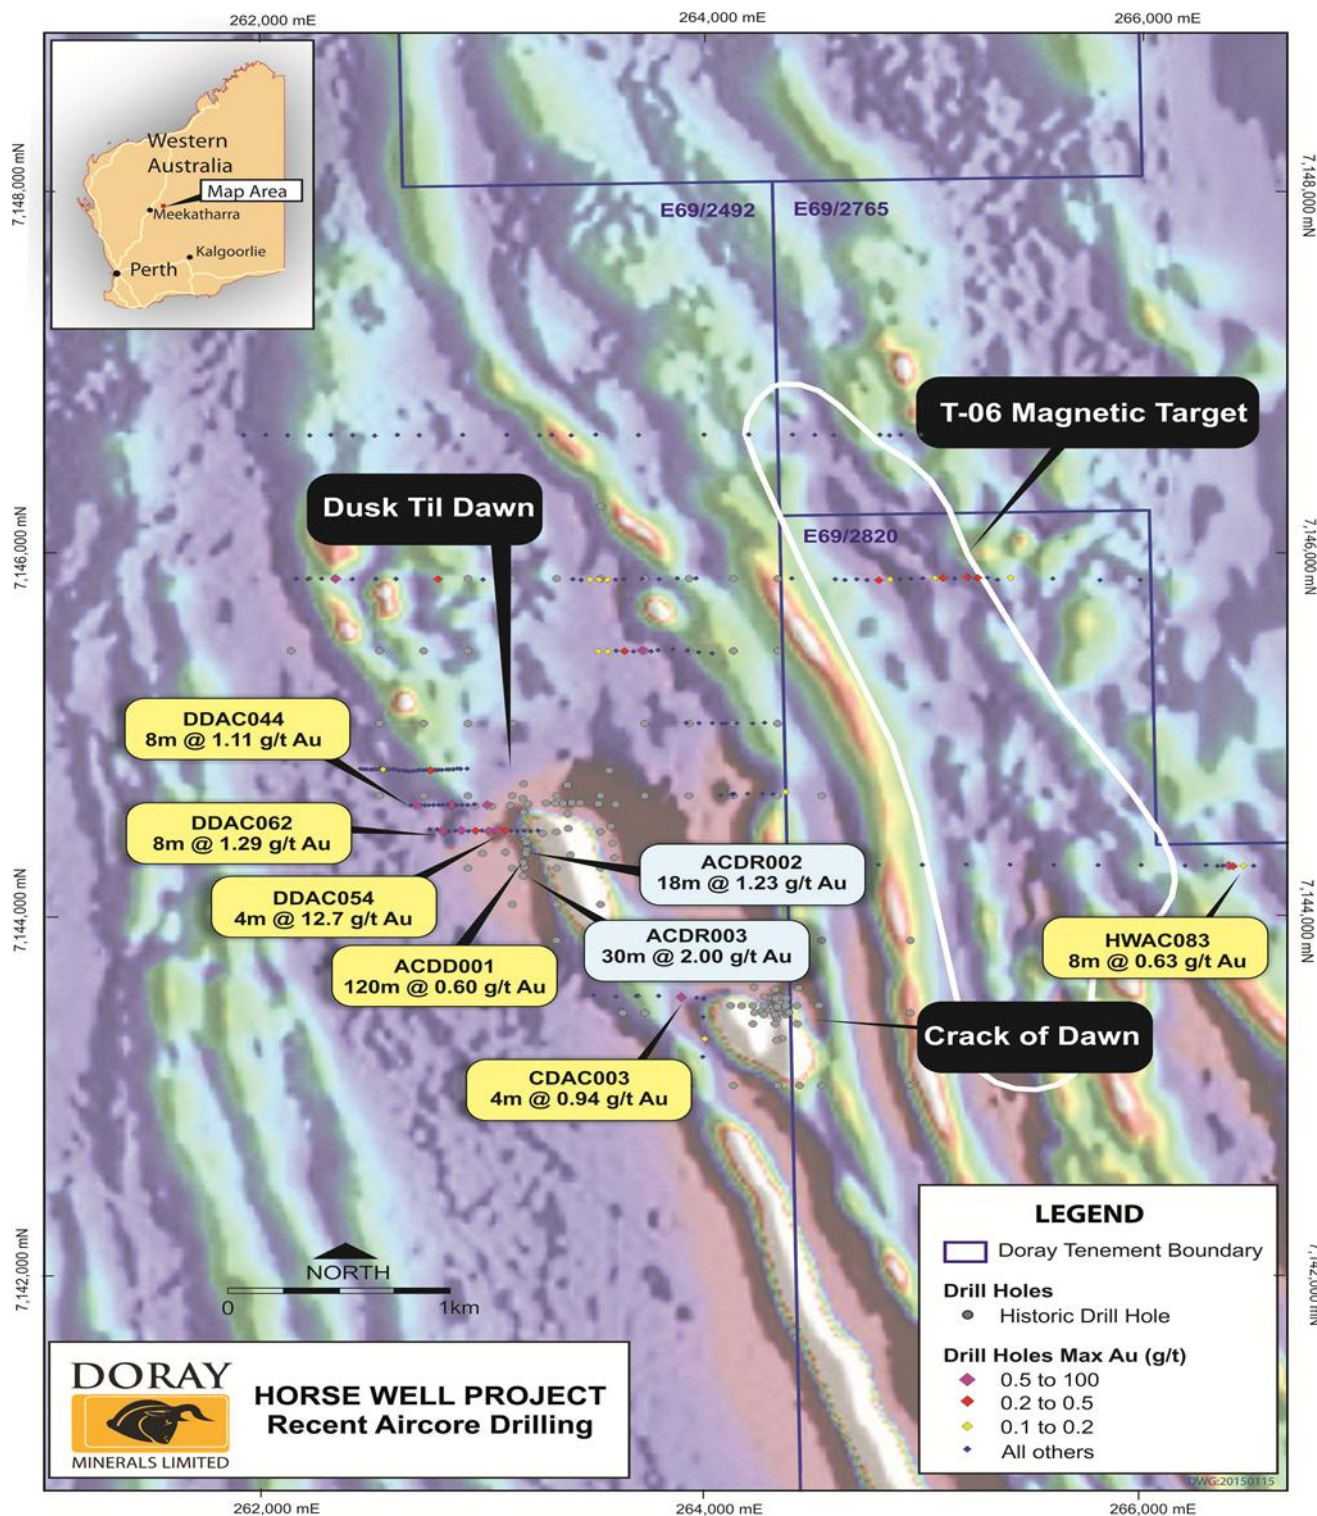 262,000 mE
264,000 mE
266,000 mE
7,148,000 mN
7,148,000 mN
Western
Australia
Map Area
Meekatharra
Kalgoorlie
Perth
E69/2492
E69/2765
T-06 Magnetic Target
Dusk Til Dawn
E69/2820
7,146,000 mN
7,146,000 mN
DDAC044
8m @ 1.11 g/t Au
DDAC062
8m @ 1.29 g/t Au
DDAC054
4m @ 12.7 g/t Au
ACDD001
120m @ 0.60 g/t Au
ACDR002
18m @ 1.23 g/t Au
ACDR003
30m @ 2.00 g/t Au
HWAC083
8m @ 0.63 g/t Au
7,144,000 mN
7,144,000 mN
Crack of Dawn
CDAC003
4m @ 0.94 g/t Au
7,142,000 mN
7,142,000 mN
NORTH
0
1km
LEGEND
Doray Tenement Boundary
Drill Holes
Historic Drill Hole
Drill Holes Max Au (g/t)
0.5 to 100
0.2 to 0.5
0.1 to 0.2
All others
DWG:20150115
DORAY
MINERALS LIMITED
HORSE WELL PROJECT
Recent Aircore Drilling
262,000 mE
264,000 mE
266,000 mE